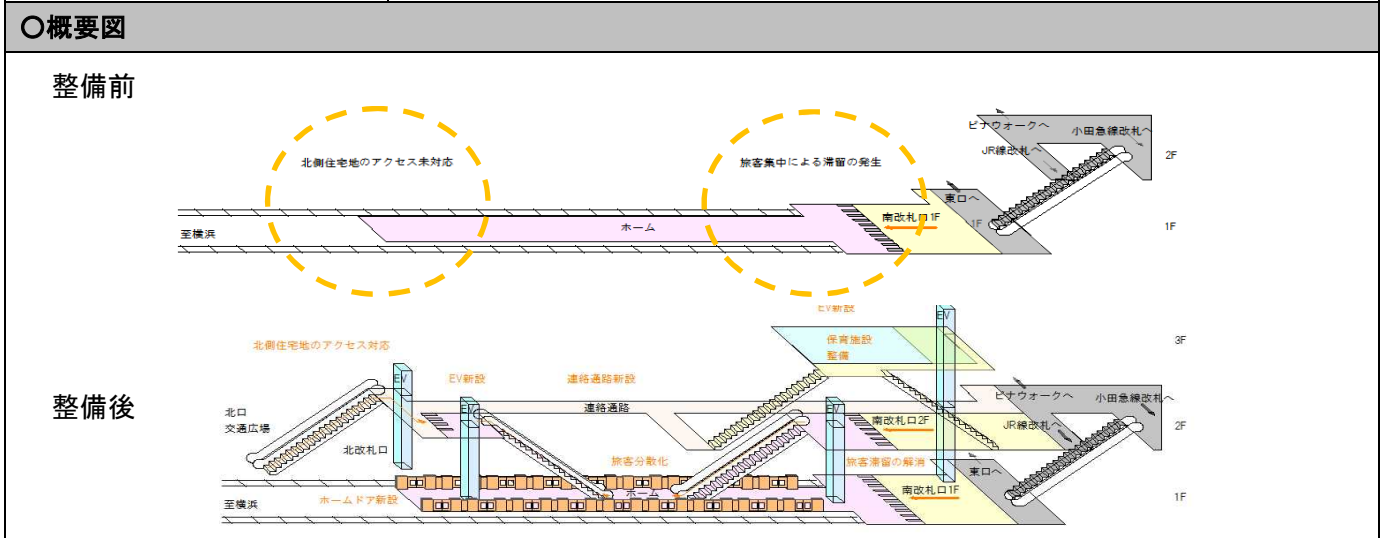 〇概要図
整備前
北側住宅地のアクセス未対応
旅客集中による滞留の発生
ビナウォークへ
小田急線改札へ
JR線改札へ
2F
東口へ
南改札口1F
1F
1F
ホーム
至横浜
EV新設
EV
保育施設
整備
3F
北側住宅地のアクセス対応
EV
EV新設
連絡通路新設
整備後
ビナウォークへ
小田急線改札へ
EV
連絡通路
EV
北口
交通広場
南改札口2F
JR線改札へ
2F
北改札口
旅客分散化
旅客滞留の解消
東口へ
ホーム
南改札口1F
1F
至横浜
ホームドア新設